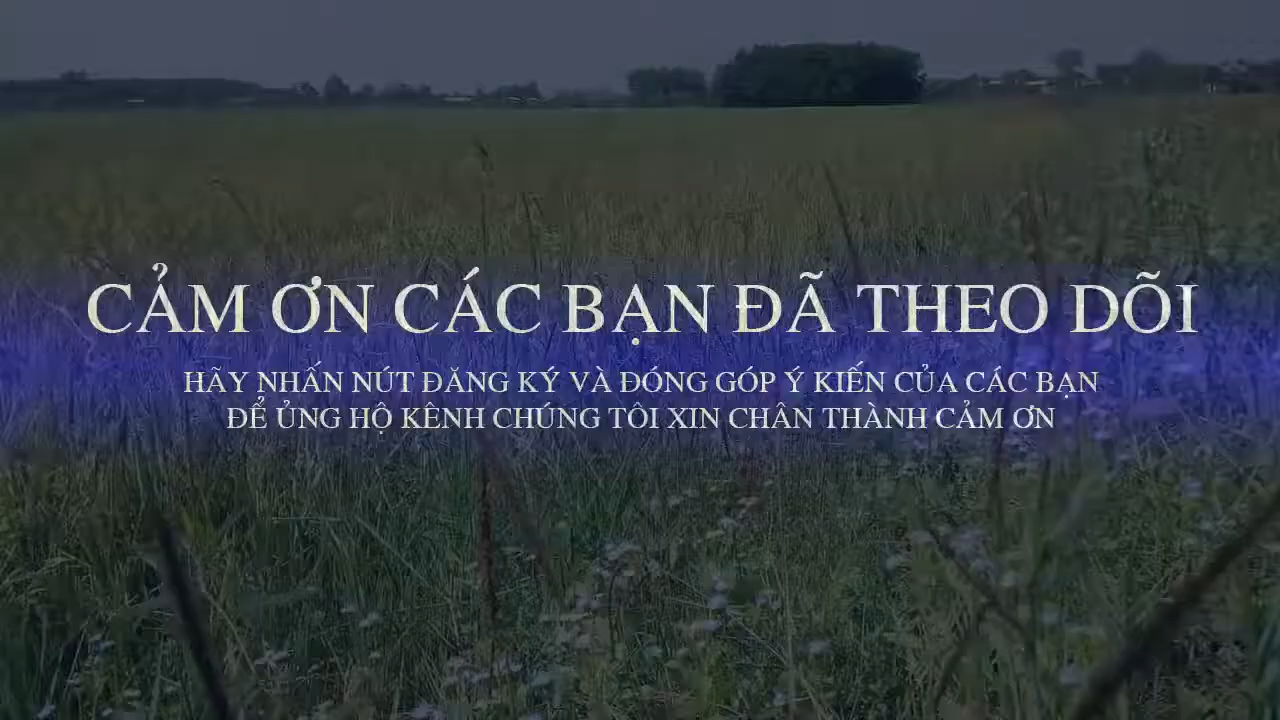 CẢM ƠN CÁC BẠN ĐÃ THEO DÕI
HÃY NHẤN NÚT ĐĂNG KÝ VÀ ĐÓNG GÓP Ý KIẾN CỦA CÁC BẠN
ĐỂ ỦNG HỘ KÊNH CHÚNG TÔI XIN CHÂN THÀNH CẢM ƠN